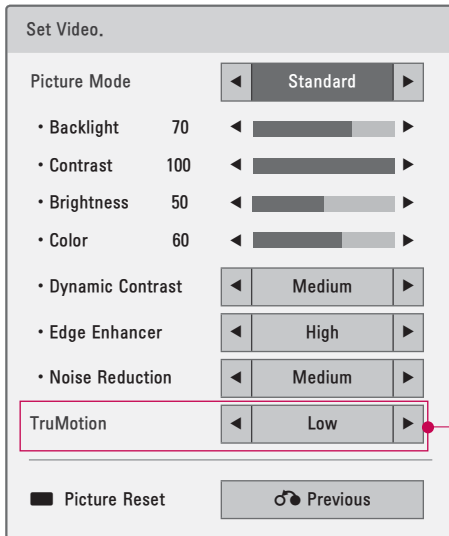 Set Video.
Picture Mode Standard
• Backlight 70
• Contrast 100
• Brightness 50
• Color 60
• Dynamic Contrast Medium
• Edge Enhancer High
• Noise Reduction Medium
TruMotion Low
Picture Reset Previous